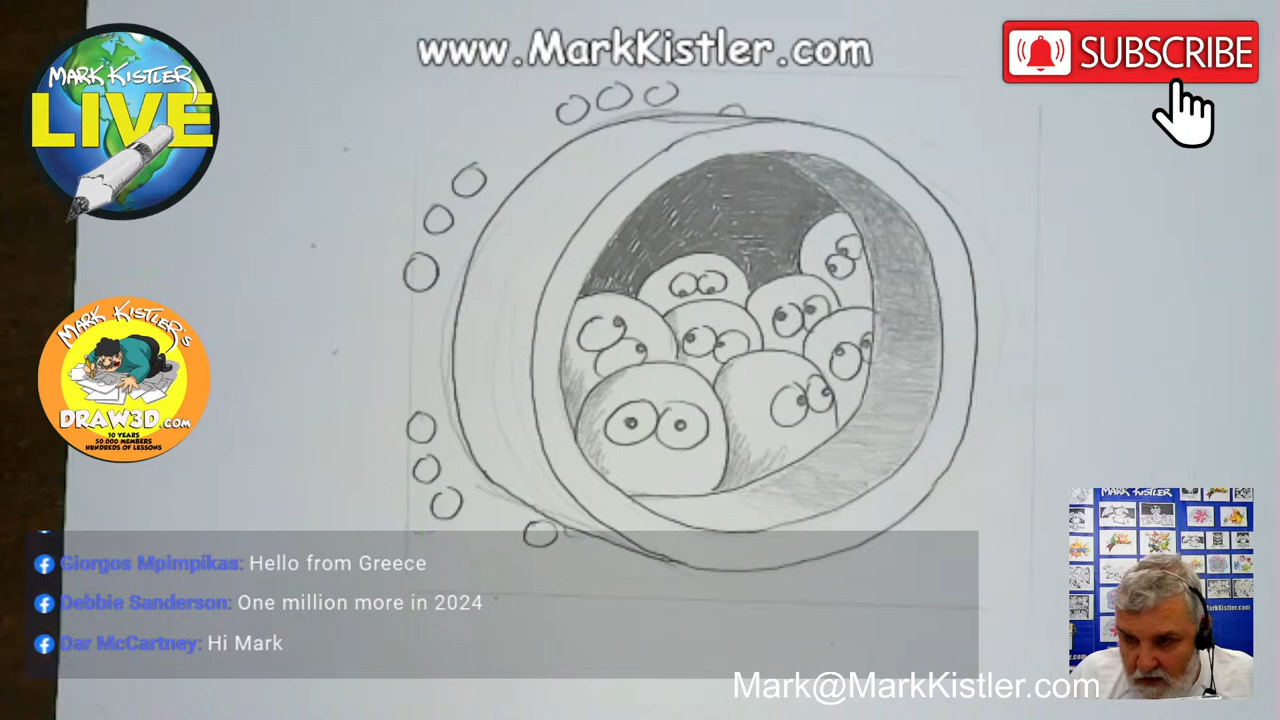 www.MarkKistler.com
SUBSCRIBE
MARK KISTLER
LIVE
MARK KISTLER'S
DRAW3D.COM
10 YEARS
50,000 MEMBERS
HUNDREDS OF LESSONS
Giorgos Mpimpikas: Hello from Greece
Debbie Sanderson: One million more in 2024
Dar McCartney: Hi Mark
MARK KISTLER
MarkKistler.com
Mark@MarkKistler.com